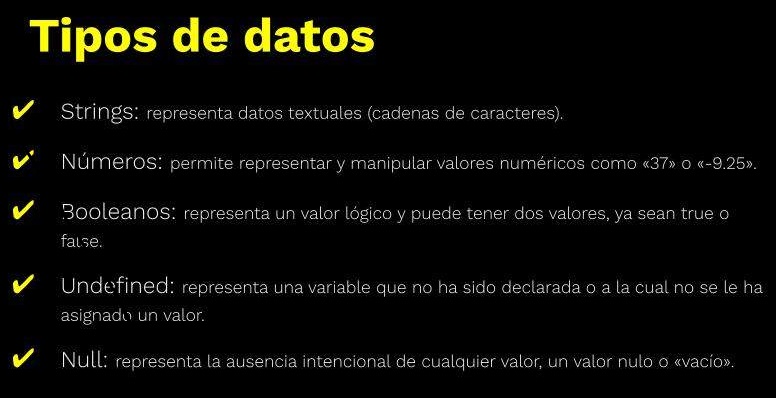 Tipos de datos
Strings: representa datos textuales (cadenas de caracteres).
Números: permite representar y manipular valores numéricos como «37» o «-9.25».
Booleanos: representa un valor lógico y puede tener dos valores, ya sean true o
false.
Undefined: representa una variable que no ha sido declarada o a la cual no se le ha
asignado un valor.
Null: representa la ausencia intencional de cualquier valor, un valor nulo o «vacío».